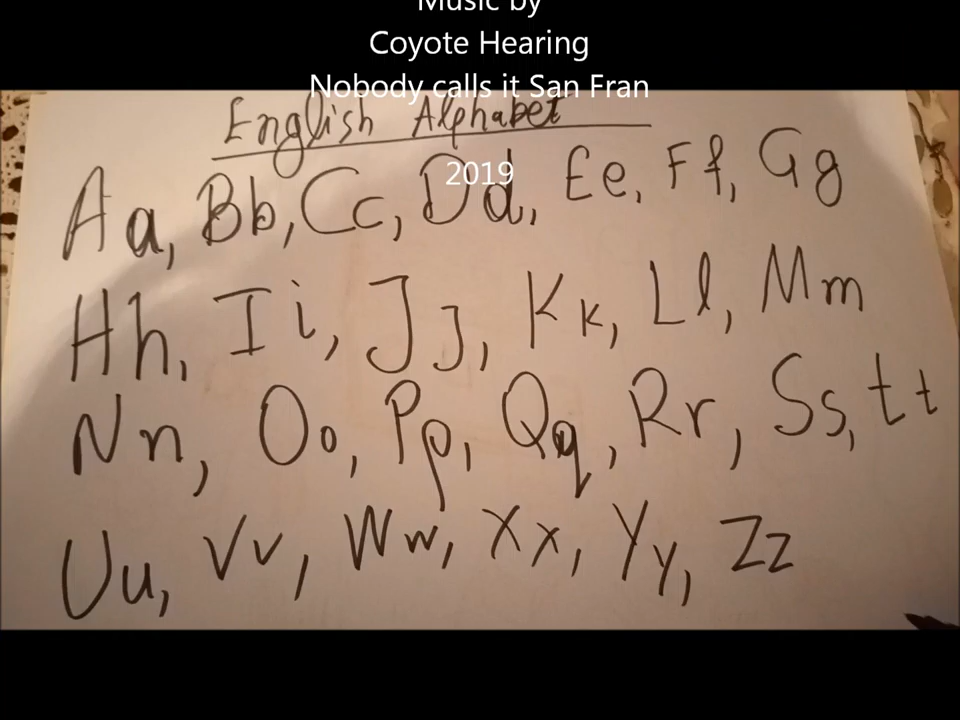 Music by
Coyote Hearing
Nobody calls it San Fran
English Alphabet
2019
Aa, Bb, Cc, Dd, Ee, Ff, Gg
Hh, Ii, Jj, Kk, Ll, Mm
Nn, Oo, Pp, Qq, Rr, Ss, tt
Uu, Vv, Ww, Xx, Yy, Zz